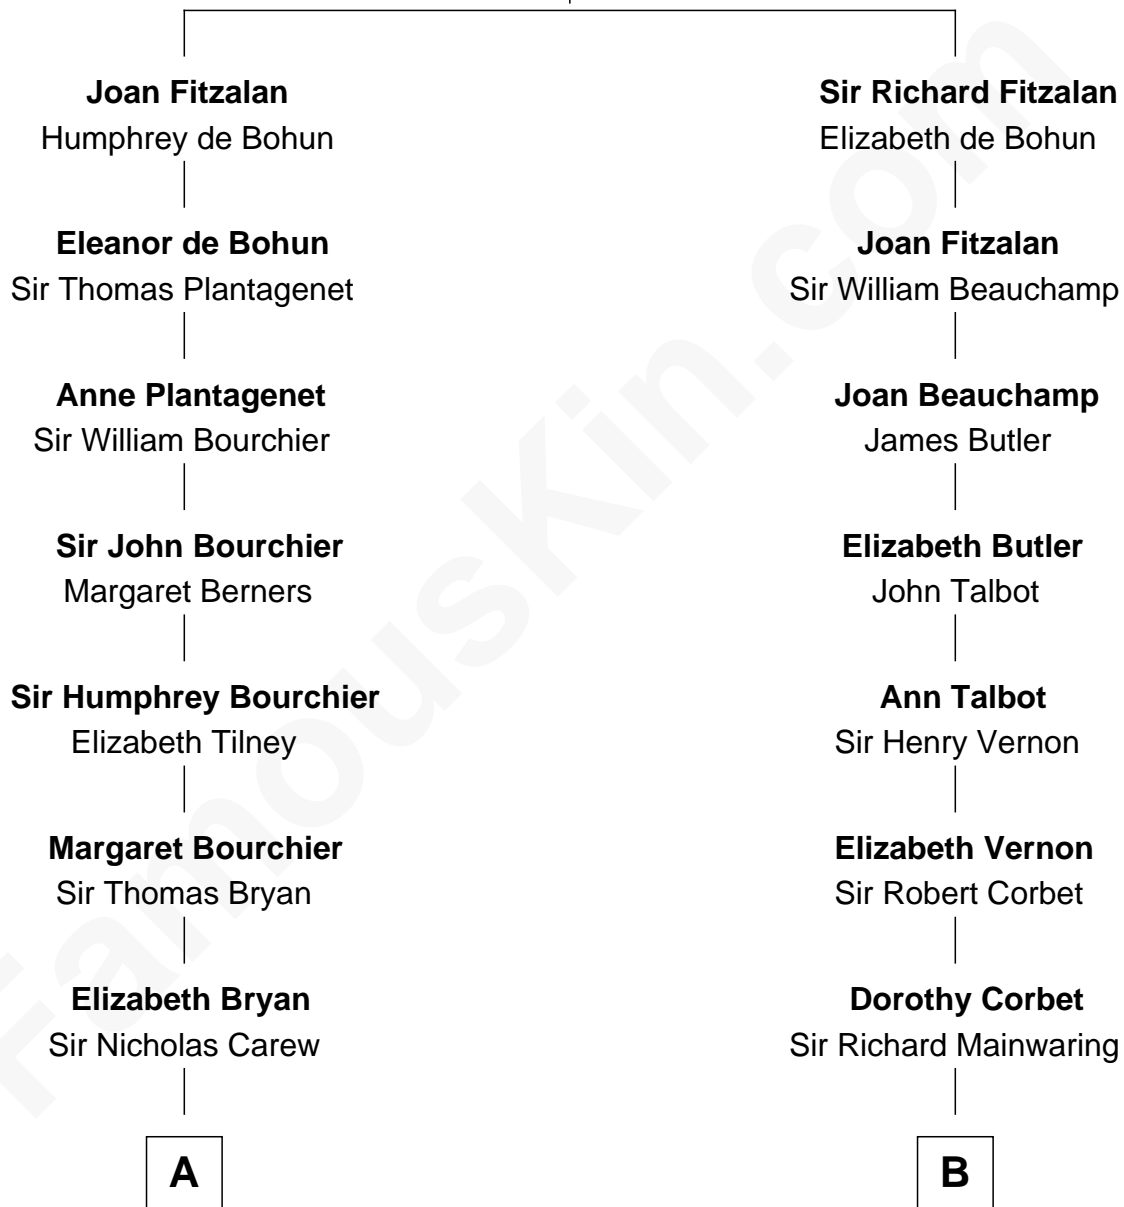 Joan Fitzalan
Humphrey de Bohun
Eleanor de Bohun
Sir Thomas Plantagenet
Anne Plantagenet
Sir William Bourchier
Sir John Bourchier
Margaret Berners
Sir Humphrey Bourchier
Elizabeth Tilney
Margaret Bourchier
Sir Thomas Bryan
Elizabeth Bryan
Sir Nicholas Carew
A
Sir Richard Fitzalan
Elizabeth de Bohun
Joan Fitzalan
Sir William Beauchamp
Joan Beauchamp
James Butler
Elizabeth Butler
John Talbot
Ann Talbot
Sir Henry Vernon
Elizabeth Vernon
Sir Robert Corbet
Dorothy Corbet
Sir Richard Mainwaring
B
FamousKin.com